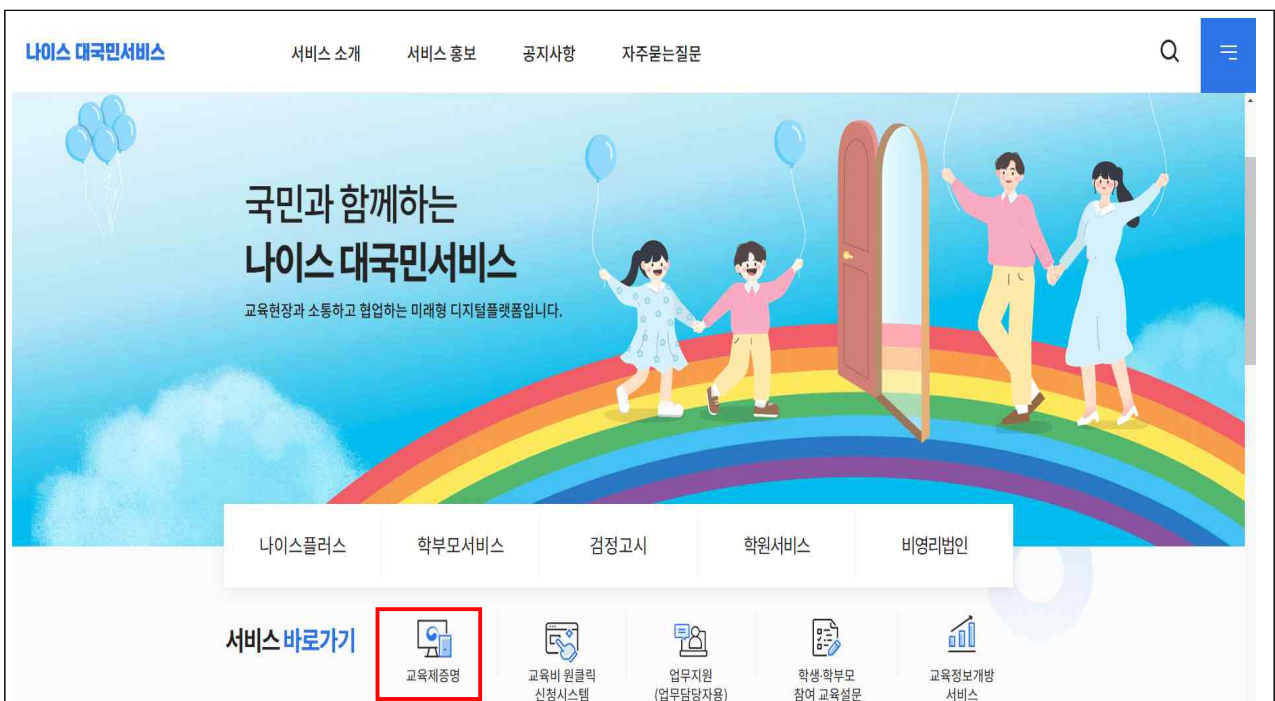 나이스 대국민서비스
서비스 소개 서비스 홍보 공지사항 자주묻는질문
국민과 함께하는
나이스 대국민서비스
교육현장과 소통하고 협업하는 미래형 디지털플랫폼입니다.
나이스플러스 학부모서비스 검정고시 학원서비스 비영리법인
서비스 바로가기
교육제증명
교육비 원클릭
신청시스템
업무지원
(업무담당자용)
학생·학부모
참여 교육설문
교육정보개방
서비스